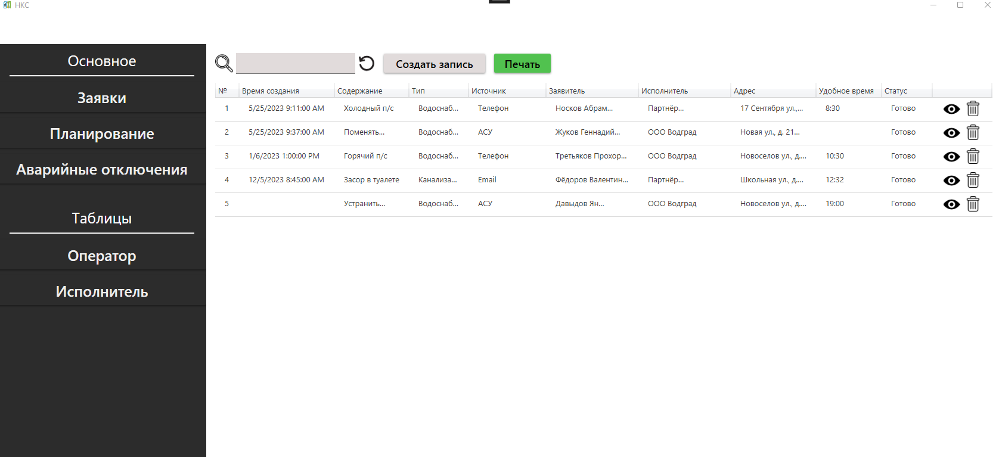 НКС
Основное
Заявки
Планирование
Аварийные отключения
Таблицы
Оператор
Исполнитель
Создать запись
Печать
№ Время создания Содержание Тип Источник Заявитель Исполнитель Адрес Удобное время Статус
1 5/25/2023 9:11:00 AM Холодный п/с Водоснаб... Телефон Носков Абрам... Партнёр... 17 Сентября ул.,... 8:30 Готово
2 5/25/2023 9:37:00 AM Поменять... Водоснаб... АСУ Жуков Геннадий... ООО Водград Новая ул., д. 21... Готово
3 1/6/2023 1:00:00 PM Горячий п/с Водоснаб... Телефон Третьяков Прохор... ООО Водград Новоселов ул., д.... 10:30 Готово
4 12/5/2023 8:45:00 AM Засор в туалете Канализа... Email Фёдоров Валентин... Партнёр... Школьная ул., д.... 12:32 Готово
5 Устранить... Водоснаб... АСУ Давыдов Ян... ООО Водград Новоселов ул., д.... 19:00 Готово